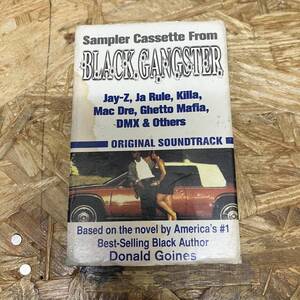 Sampler Cassette From
BLACK GANGSTER
Jay-Z, Ja Rule, Killa,
Mac Dre, Ghetto Mafia,
DMX & Others
ORIGINAL SOUNDTRACK
Based on the novel by America's #1
Best-Selling Black Author
Donald Goines